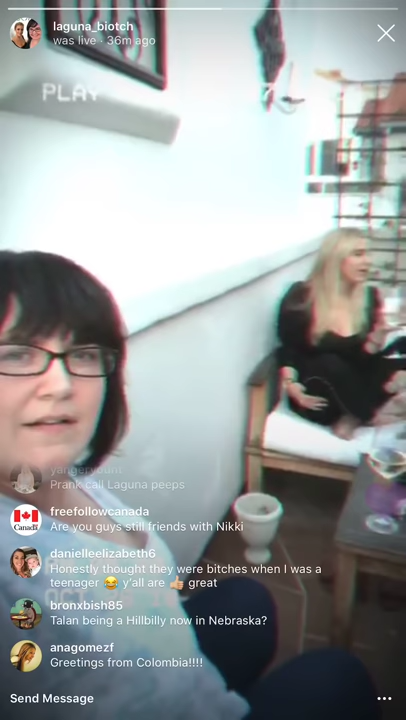 laguna_biotch
was live · 36m ago
PLAY
Prank call Laguna peeps
freefollowcanada
Are you guys still friends with Nikki
danielleelizabeth6
Honestly thought they were bitches when I was a
teenager 😂 y'all are 👍🏼 great
bronxbish85
Talan being a Hillbilly now in Nebraska?
anagomezf
Greetings from Colombia!!!!
Send Message